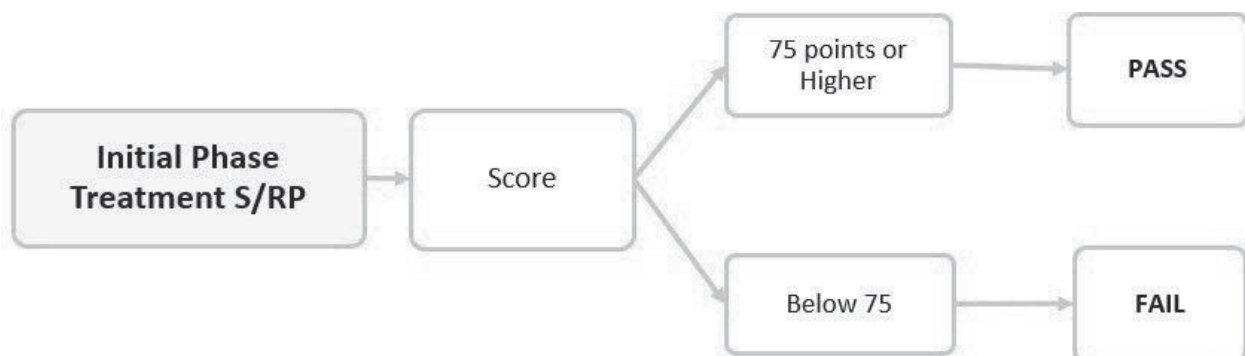 Initial Phase
Treatment S/RP
Score
75 points or
Higher
PASS
Below 75
FAIL